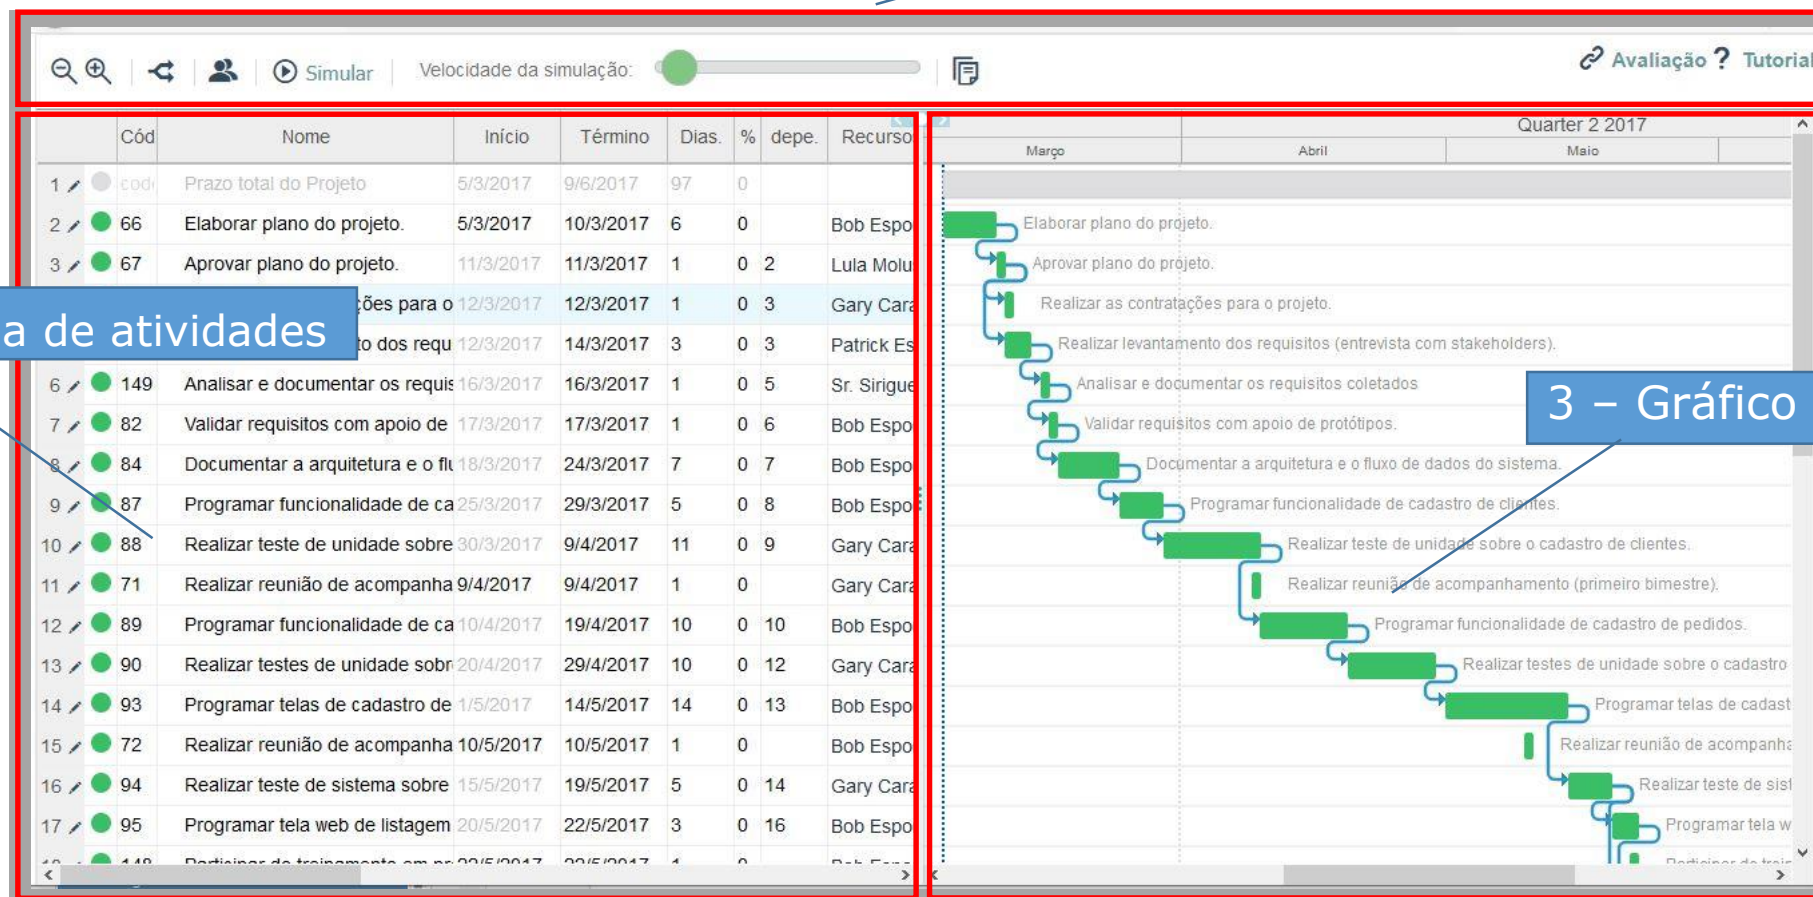 Simular
Velocidade da simulação:
Avaliação ? Tutorial
Cód Nome Início Término Dias. % depe. Recurso
1 Prazo total do Projeto 5/3/2017 9/6/2017 97 0
2 66 Elaborar plano do projeto. 5/3/2017 10/3/2017 6 0 Bob Espo
3 67 Aprovar plano do projeto. 11/3/2017 11/3/2017 1 0 2 Lula Molu
ções para o 12/3/2017 12/3/2017 1 0 3 Gary Cara
to dos requ 12/3/2017 14/3/2017 3 0 3 Patrick Es
6 149 Analisar e documentar os requis 16/3/2017 16/3/2017 1 0 5 Sr. Sirigue
7 82 Validar requisitos com apoio de 17/3/2017 17/3/2017 1 0 6 Bob Espo
8 84 Documentar a arquitetura e o flu 18/3/2017 24/3/2017 7 0 7 Bob Espo
9 87 Programar funcionalidade de ca 25/3/2017 29/3/2017 5 0 8 Bob Espo
10 88 Realizar teste de unidade sobre 30/3/2017 9/4/2017 11 0 9 Gary Cara
11 71 Realizar reunião de acompanha 9/4/2017 9/4/2017 1 0 Gary Cara
12 89 Programar funcionalidade de ca 10/4/2017 19/4/2017 10 0 10 Bob Espo
13 90 Realizar testes de unidade sobr 20/4/2017 29/4/2017 10 0 12 Gary Cara
14 93 Programar telas de cadastro de 1/5/2017 14/5/2017 14 0 13 Bob Espo
15 72 Realizar reunião de acompanha 10/5/2017 10/5/2017 1 0 Bob Espo
16 94 Realizar teste de sistema sobre 15/5/2017 19/5/2017 5 0 14 Gary Cara
17 95 Programar tela web de listagem 20/5/2017 22/5/2017 3 0 16 Bob Espo
a de atividades
Quarter 2 2017
Março Abril Maio
Elaborar plano do projeto.
Aprovar plano do projeto.
Realizar as contratações para o projeto.
Realizar levantamento dos requisitos (entrevista com stakeholders).
Analisar e documentar os requisitos coletados
Validar requisitos com apoio de protótipos.
Documentar a arquitetura e o fluxo de dados do sistema.
Programar funcionalidade de cadastro de clientes.
Realizar teste de unidade sobre o cadastro de clientes.
Realizar reunião de acompanhamento (primeiro bimestre).
Programar funcionalidade de cadastro de pedidos.
Realizar testes de unidade sobre o cadastro
Programar telas de cadast
Realizar reunião de acompanha
Realizar teste de sist
Programar tela w
3 – Gráfico